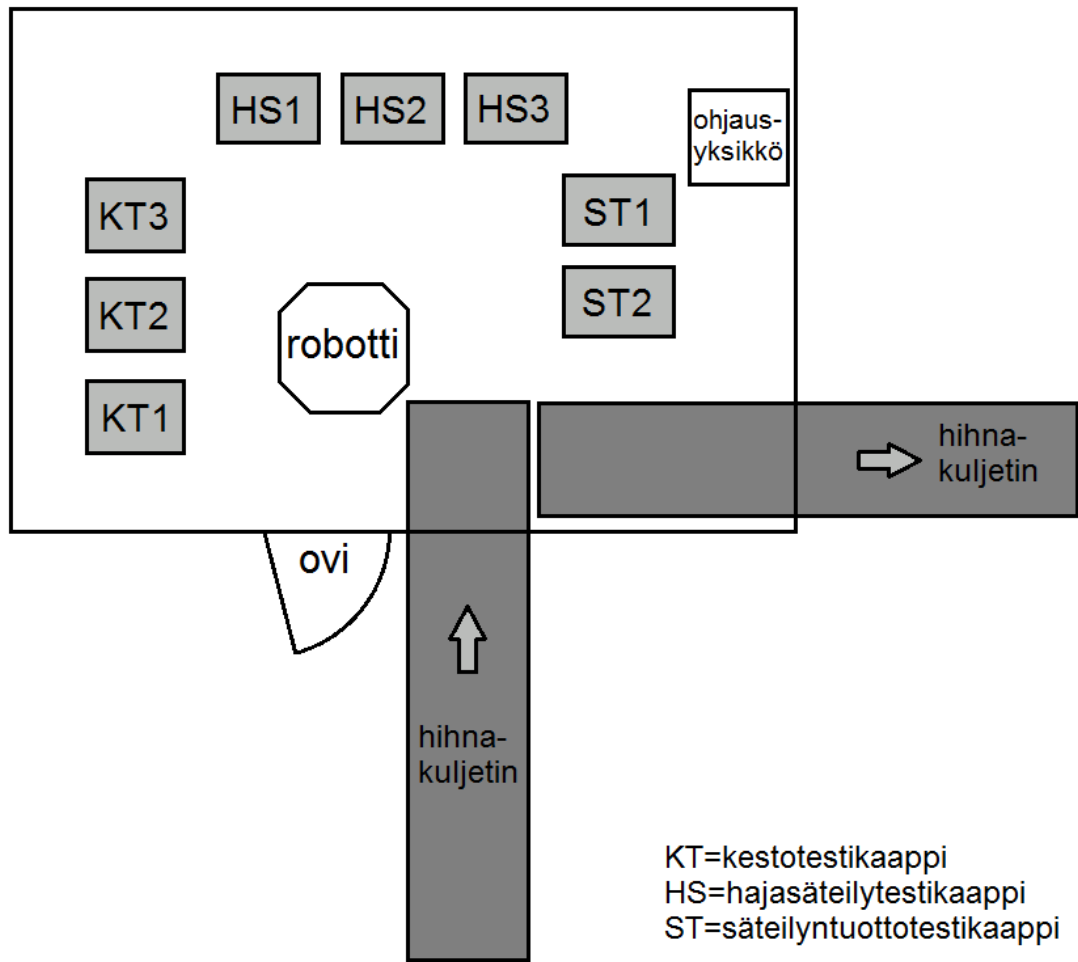 HS1 HS2 HS3
ohjaus-
yksikkö
KT3
ST1
KT2
ST2
robotti
KT1
hihna-
kuljetin
ovi
hihna-
kuljetin
KT=kestotestikaappi
HS=hajasäteilytestikaappi
ST=säteilyntuottotestikaappi